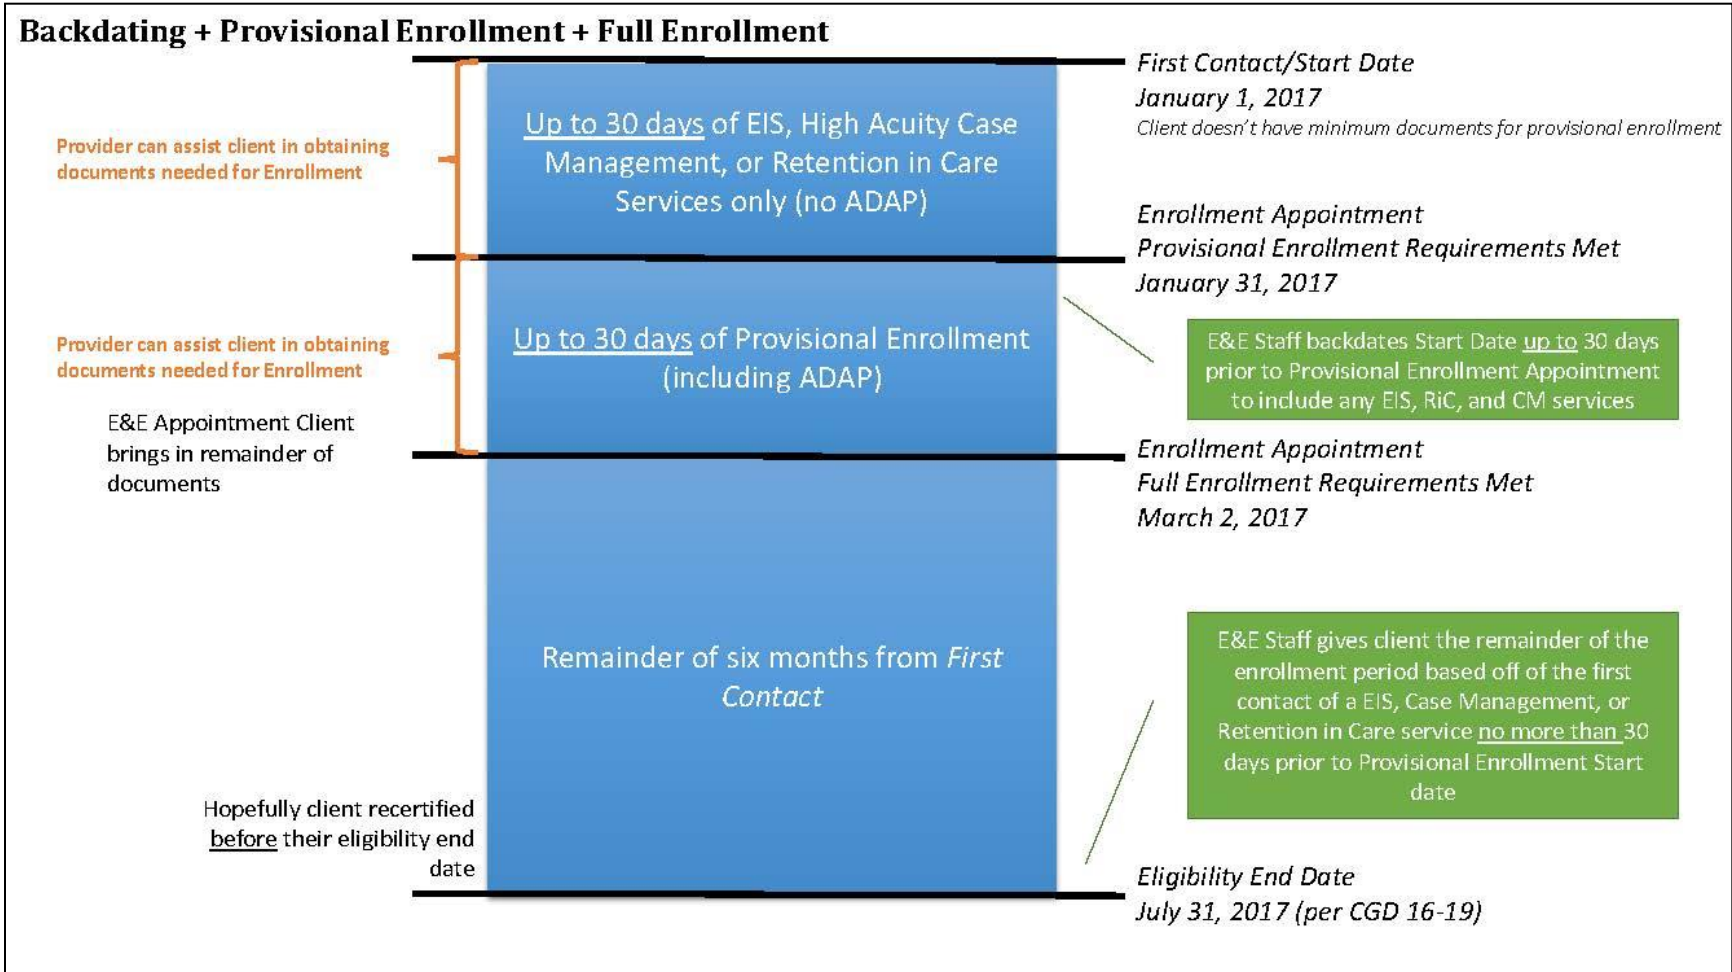 Backdating + Provisional Enrollment + Full Enrollment
First Contact/Start Date
January 1, 2017
Client doesn't have minimum documents for provisional enrollment
Up to 30 days of EIS, High Acuity Case
Management, or Retention in Care
Services only (no ADAP)
Provider can assist client in obtaining
documents needed for Enrollment
Enrollment Appointment
Provisional Enrollment Requirements Met
January 31, 2017
Up to 30 days of Provisional Enrollment
(including ADAP)
Provider can assist client in obtaining
documents needed for Enrollment
E&E Staff backdates Start Date up to 30 days
prior to Provisional Enrollment Appointment
to include any EIS, RiC, and CM services
E&E Appointment Client
brings in remainder of
documents
Enrollment Appointment
Full Enrollment Requirements Met
March 2, 2017
Remainder of six months from First
Contact
E&E Staff gives client the remainder of the
enrollment period based off of the first
contact of a EIS, Case Management, or
Retention in Care service no more than 30
days prior to Provisional Enrollment Start
date
Hopefully client recertified
before their eligibility end
date
Eligibility End Date
July 31, 2017 (per CGD 16-19)